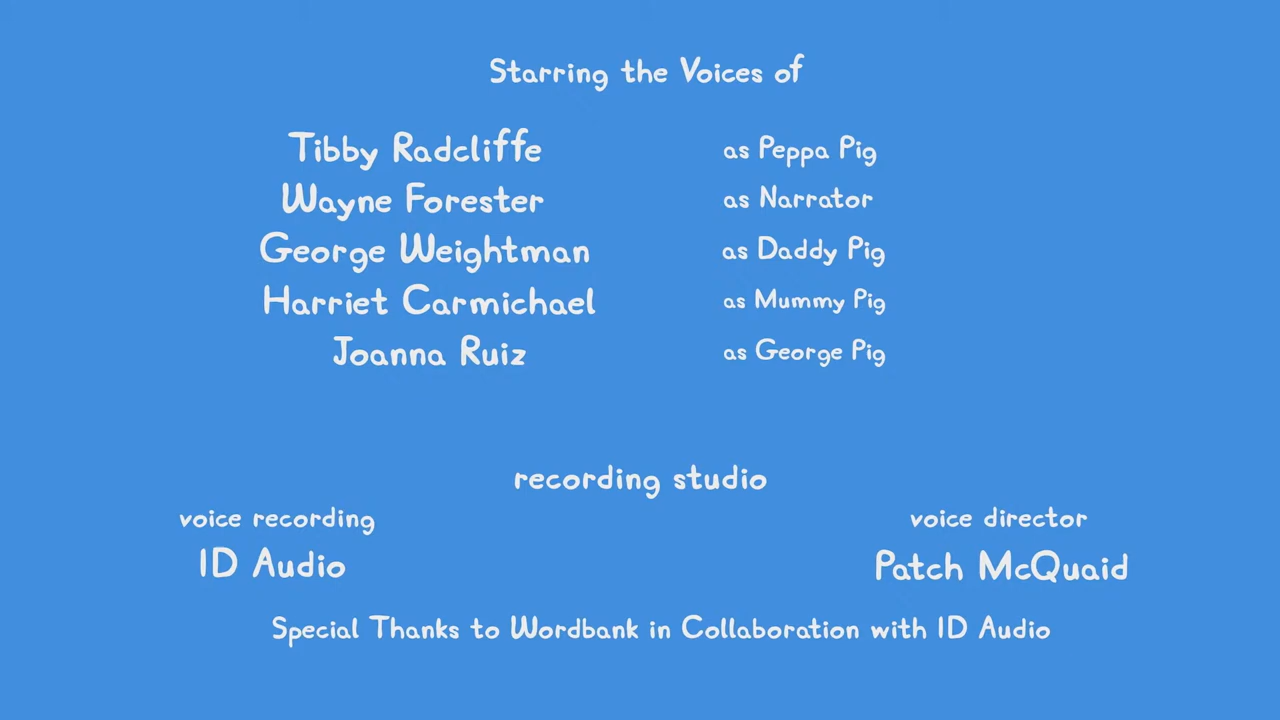 Starring the Voices of
Tibby Radcliffe as Peppa Pig
Wayne Forester as Narrator
George Weightman as Daddy Pig
Harriet Carmichael as Mummy Pig
Joanna Ruiz as George Pig
recording studio
voice recording voice director
ID Audio Patch McQuaid
Special Thanks to Wordbank in Collaboration with ID Audio